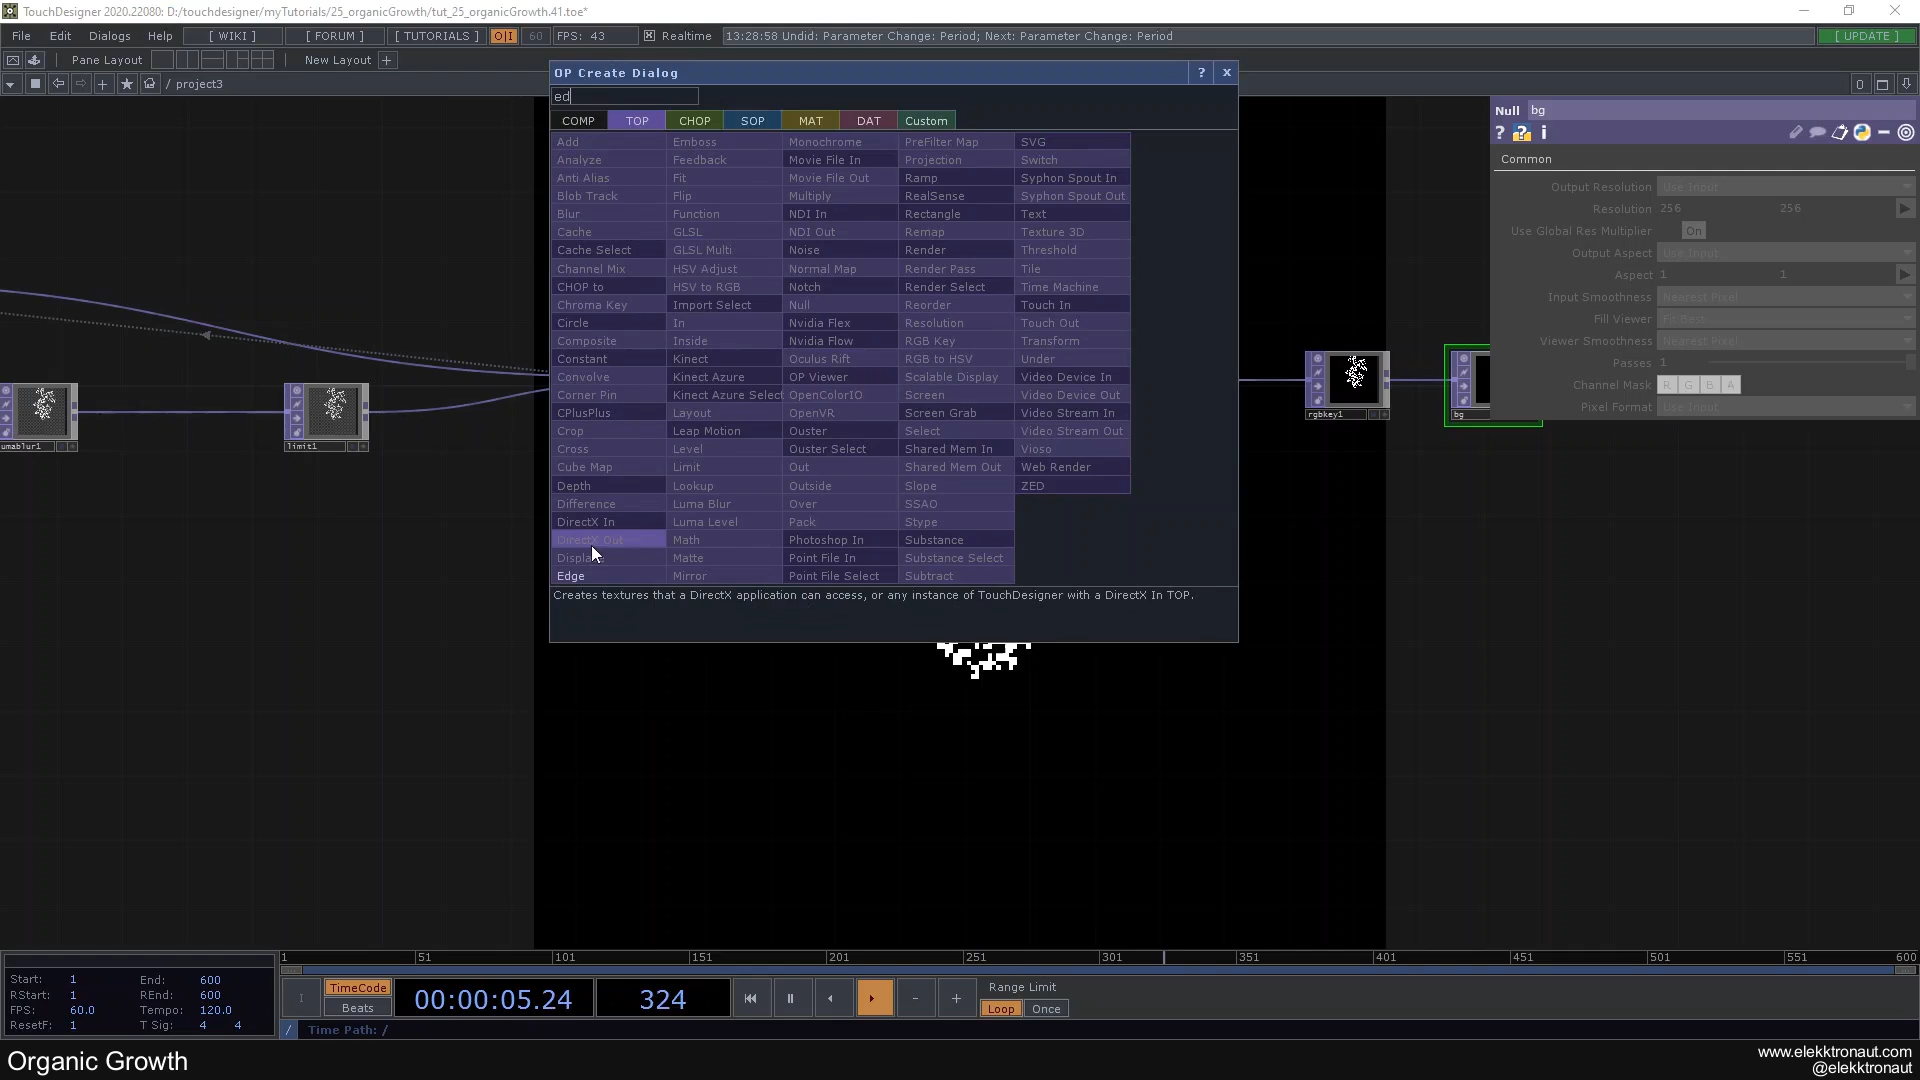 TouchDesigner 2020.22080: D:/touchdesigner/myTutorials/25_organicGrowth/tut_25_organicGrowth.41.toe*
File Edit Dialogs Help [ WIKI ] [ FORUM ] [ TUTORIALS ] O|I 60 FPS: 43 Realtime 13:28:58 Undid: Parameter Change: Period; Next: Parameter Change: Period [ UPDATE ]
Pane Layout New Layout +
/ project3
OP Create Dialog ? x
ed
COMP TOP CHOP SOP MAT DAT Custom
Add Emboss Monochrome PreFilter Map SVG
Analyze Feedback Movie File In Projection Switch
Anti Alias Fit Movie File Out Ramp Syphon Spout In
Blob Track Flip Multiply RealSense Syphon Spout Out
Blur Function NDI In Rectangle Text
Cache GLSL NDI Out Remap Texture 3D
Cache Select GLSL Multi Noise Render Threshold
Channel Mix HSV Adjust Normal Map Render Pass Tile
CHOP to HSV to RGB Notch Render Select Time Machine
Chroma Key Import Select Null Reorder Touch In
Circle In Nvidia Flex Resolution Touch Out
Composite Inside Nvidia Flow RGB Key Transform
Constant Kinect Oculus Rift RGB to HSV Under
Convolve Kinect Azure OP Viewer Scalable Display Video Device In
Corner Pin Kinect Azure Select OpenColorIO Screen Video Device Out
CPlusPlus Layout OpenVR Screen Grab Video Stream In
Crop Leap Motion Ouster Select Video Stream Out
Cross Level Ouster Select Shared Mem In Vioso
Cube Map Limit Out Shared Mem Out Web Render
Depth Lookup Outside Slope ZED
Difference Luma Blur Over SSAO
DirectX In Luma Level Pack Stype
DirectX Out Math Photoshop In Substance
Displace Matte Point File In Substance Select
Edge Mirror Point File Select Subtract
Creates textures that a DirectX application can access, or any instance of TouchDesigner with a DirectX In TOP.
Null bg
? ? i
Common
Output Resolution Use Input
Resolution 256 256
Use Global Res Multiplier On
Output Aspect Use Input
Aspect 1 1
Input Smoothness Nearest Pixel
Fill Viewer Fit Best
Viewer Smoothness Nearest Pixel
Passes 1
Channel Mask R G B A
Pixel Format Use Input
umablur1 limit1 rgbkey1 bg
1 51 101 151 201 251 301 351 401 451 501 551 600
Start: 1 End: 600
RStart: 1 REnd: 600
FPS: 60.0 Tempo: 120.0
ResetF: 1 T Sig: 4 4
TimeCode
Beats
00:00:05.24 324
- +
Range Limit
Loop Once
/ Time Path: /
Organic Growth
www.elekktronaut.com
@elekktronaut